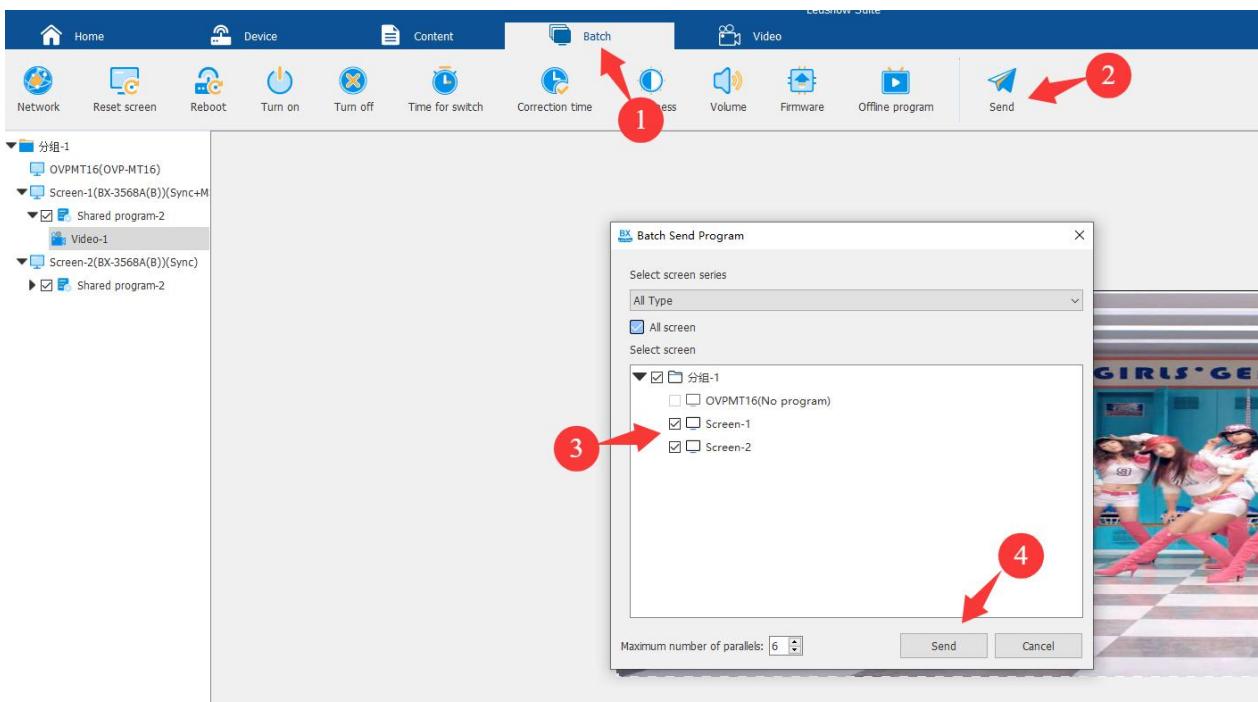 Ledshow Suite
Home Device Content Batch Video
Network Reset screen Reboot Turn on Turn off Time for switch Correction time Volume Firmware Offline program Send
1
2
分组-1
OVPMT16(OVP-MT16)
Screen-1(BX-3568A(B))(Sync+M
Shared program-2
Video-1
Screen-2(BX-3568A(B))(Sync)
Shared program-2
BX Batch Send Program
Select screen series
All Type
All screen
Select screen
分组-1
OVPMT16(No program)
Screen-1
Screen-2
3
4
Maximum number of parallels: 6 Send Cancel
GIRLS' GE